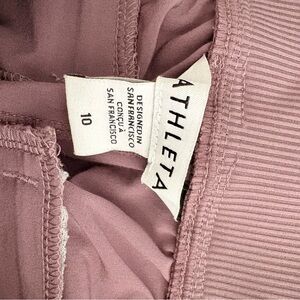 ATHLETA
DESIGNED IN
SAN FRANCISCO
CONÇU À
SAN FRANCISCO
10